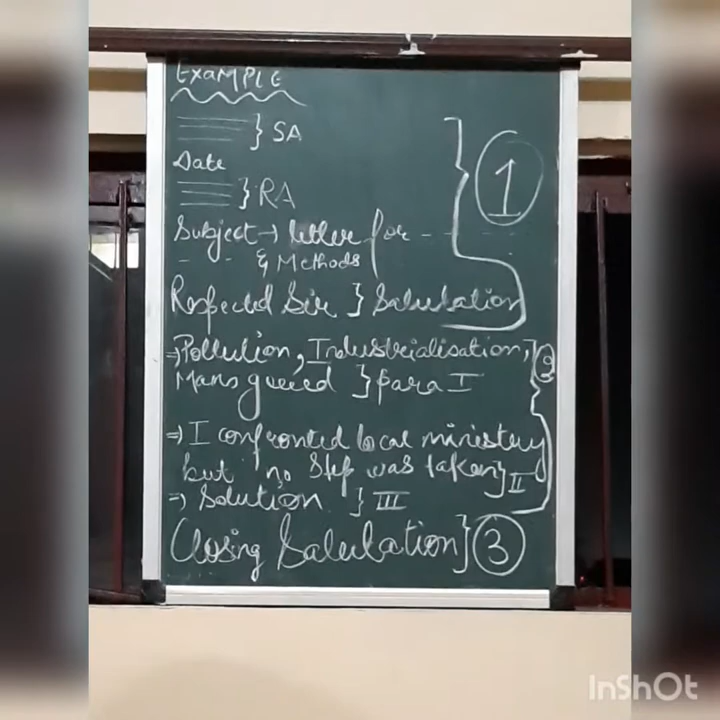 EXAMPLE
} SA
Date
} RA
Subject → letter for - - -
- - - & Methods
Respected Sir } Salutation
1
⇒ Pollution, Industrialisation,
Mans greed } para I
2
⇒ I confronted local ministery
but no step was taken } II
⇒ Solution } III
Closing Salutation } 3
InShOt